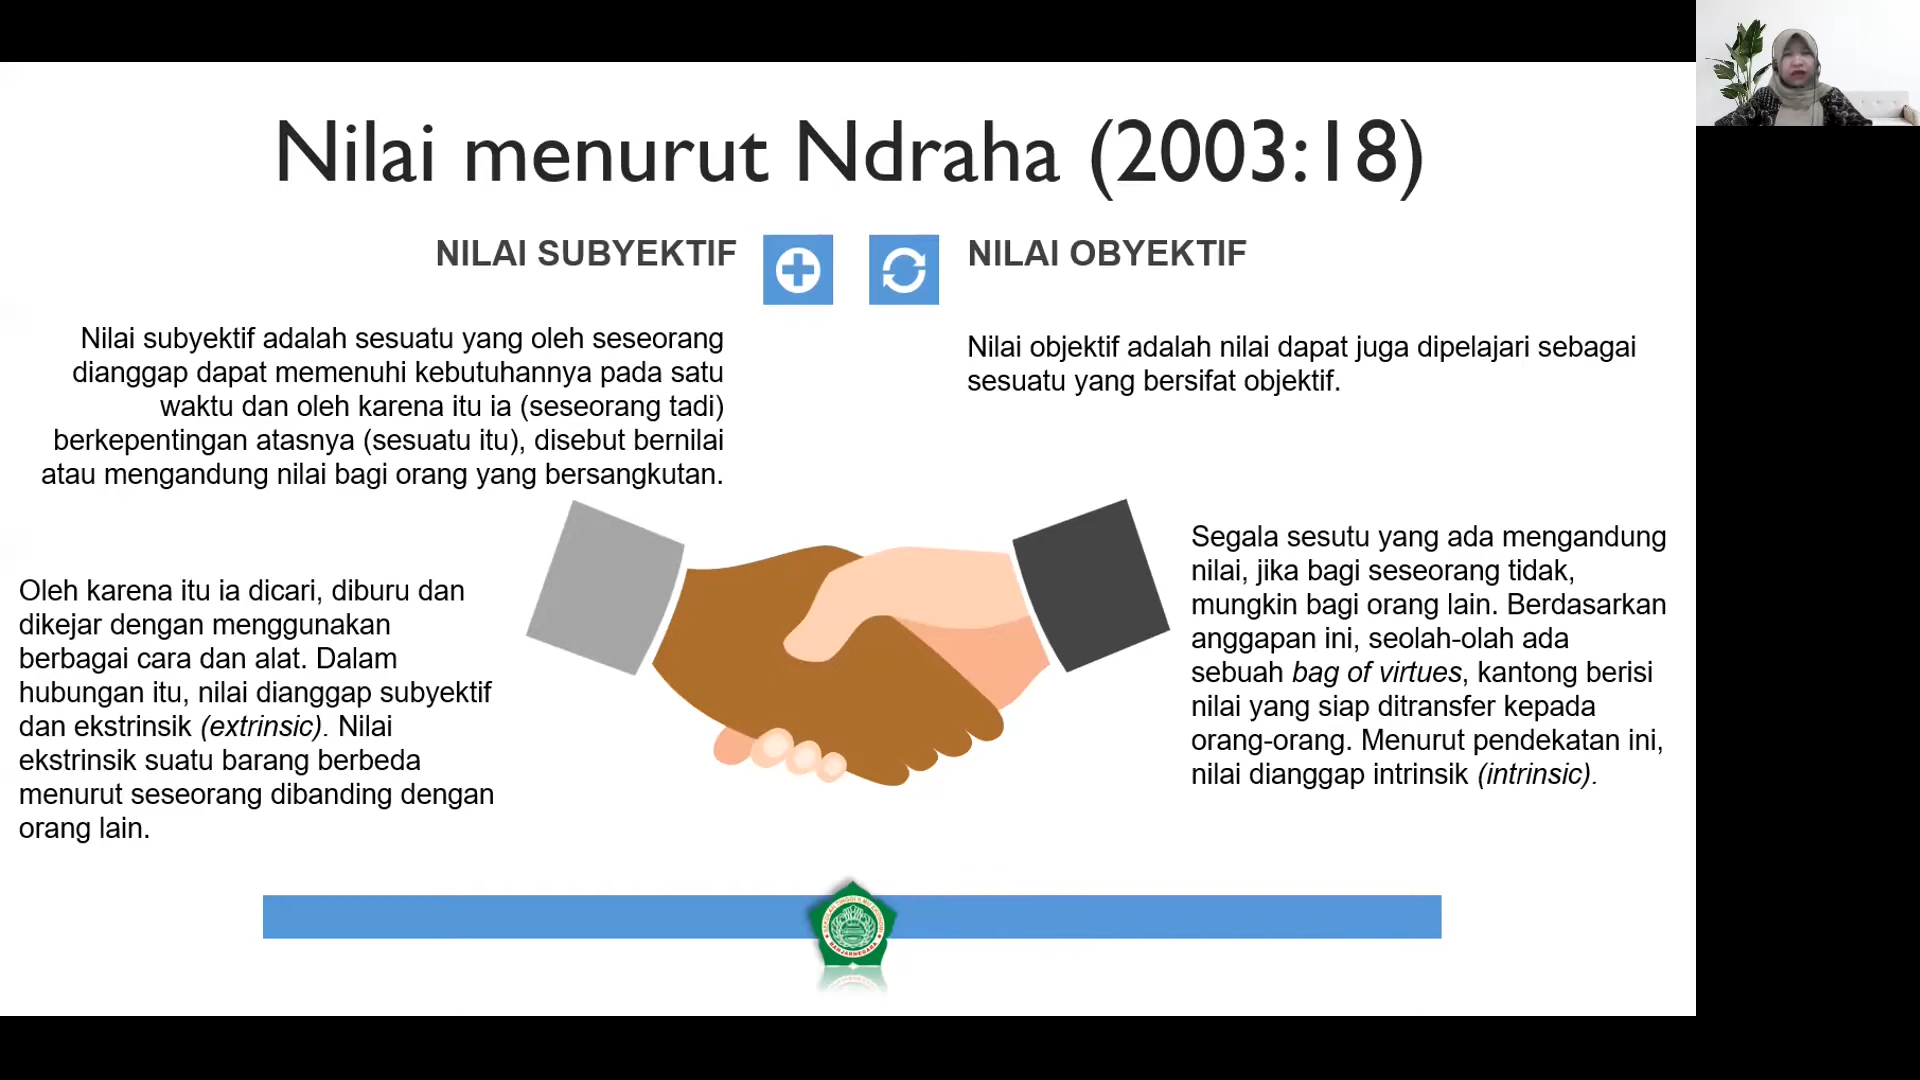 Nilai menurut Ndraha (2003:18)
NILAI SUBYEKTIF
Nilai subyektif adalah sesuatu yang oleh seseorang
dianggap dapat memenuhi kebutuhannya pada satu
waktu dan oleh karena itu ia (seseorang tadi)
berkepentingan atasnya (sesuatu itu), disebut bernilai
atau mengandung nilai bagi orang yang bersangkutan.
Oleh karena itu ia dicari, diburu dan
dikejar dengan menggunakan
berbagai cara dan alat. Dalam
hubungan itu, nilai dianggap subyektif
dan ekstrinsik (extrinsic). Nilai
ekstrinsik suatu barang berbeda
menurut seseorang dibanding dengan
orang lain.
NILAI OBYEKTIF
Nilai objektif adalah nilai dapat juga dipelajari sebagai
sesuatu yang bersifat objektif.
Segala sesutu yang ada mengandung
nilai, jika bagi seseorang tidak,
mungkin bagi orang lain. Berdasarkan
anggapan ini, seolah-olah ada
sebuah bag of virtues, kantong berisi
nilai yang siap ditransfer kepada
orang-orang. Menurut pendekatan ini,
nilai dianggap intrinsik (intrinsic).
BANJARNEGARA